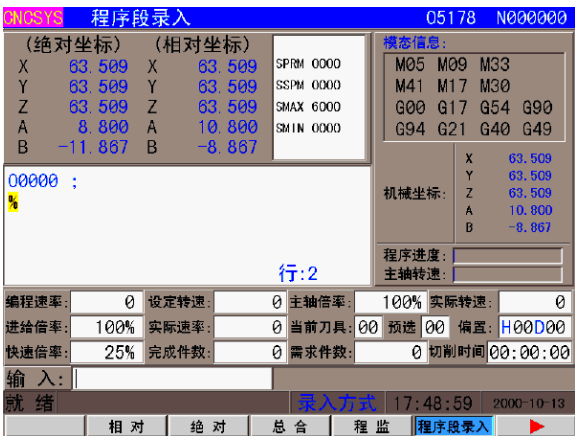 CNCSYS 程序段录入 O5178 N000000
(绝对坐标) (相对坐标)
X 63.509 X 63.509
Y 63.509 Y 63.509
Z 63.509 Z 63.509
A 8.800 A 10.800
B -11.867 B -8.867
SPRM 0000
SSPM 0000
SMAX 6000
SMIN 0000
模态信息:
M05 M09 M33
M41 M17 M30
G00 G17 G54 G90
G94 G21 G40 G49
机械坐标:
X 63.509
Y 63.509
Z 63.509
A 10.800
B -8.867
程序进度:
主轴转速:
O0000 ;
%
行:2
编程速率: 0 设定转速: 0 主轴倍率: 100% 实际转速: 0
进给倍率: 100% 实际速率: 0 当前刀具: 00 预选 00 偏置: H00D00
快速倍率: 25% 完成件数: 0 需求件数: 0 切削时间 00:00:00
输 入:
就 绪 录入方式 17:48:59 2000-10-13
相 对 绝 对 总 合 程 监 程序段录入